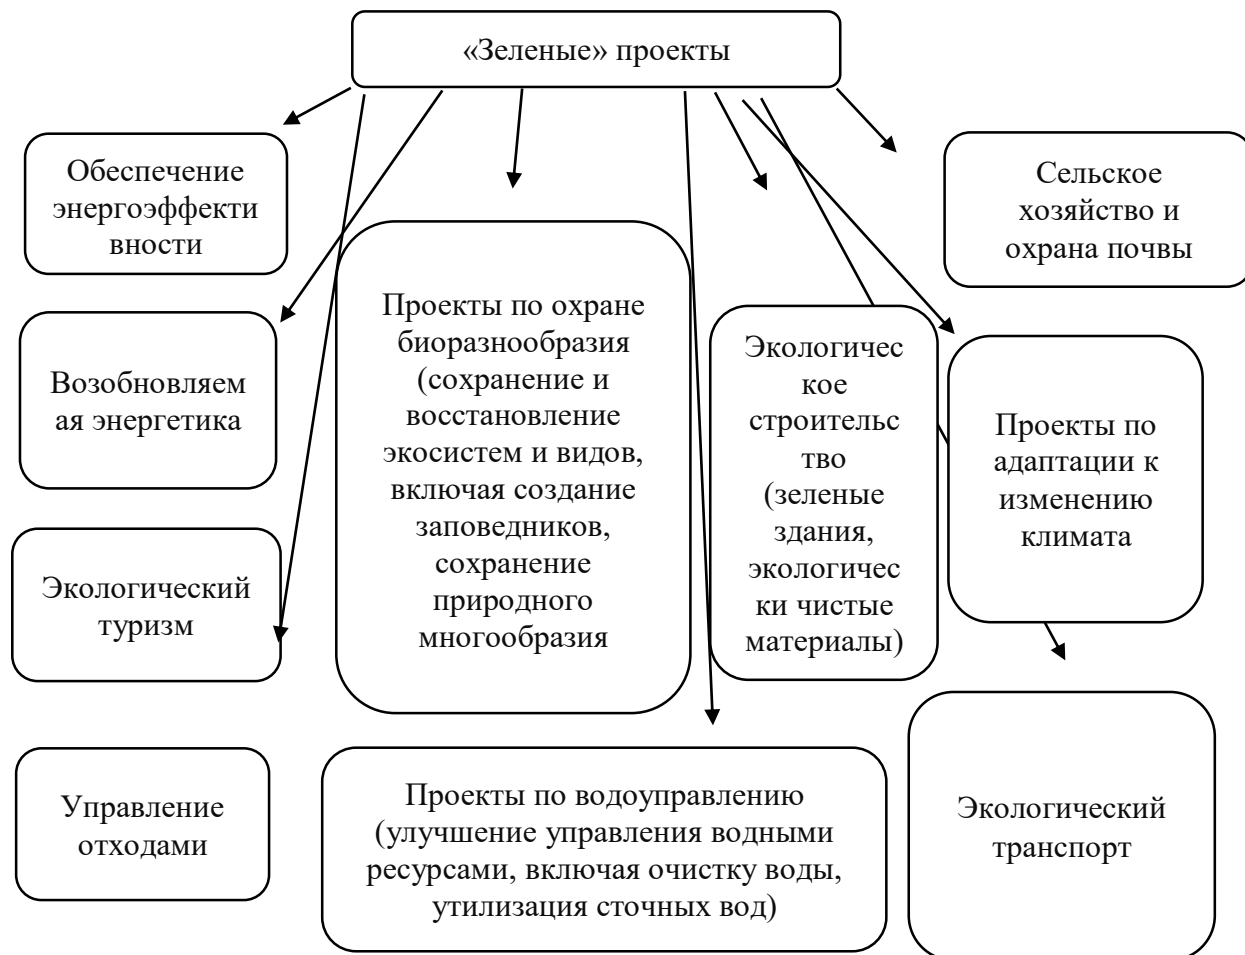 «Зеленые» проекты
Обеспечение
энергоэффекти
вности
Сельское
хозяйство и
охрана почвы
Проекты по охране
биоразнообразия
(сохранение и
восстановление
экосистем и видов,
включая создание
заповедников,
сохранение
природного
многообразия
Экологичес
кое
строительс
тво
(зеленые
здания,
экологичес
ки чистые
материалы)
Возобновляем
ая энергетика
Проекты по
адаптации к
изменению
климата
Экологический
туризм
Управление
отходами
Проекты по водоуправлению
(улучшение управления водными
ресурсами, включая очистку воды,
утилизация сточных вод)
Экологический
транспорт